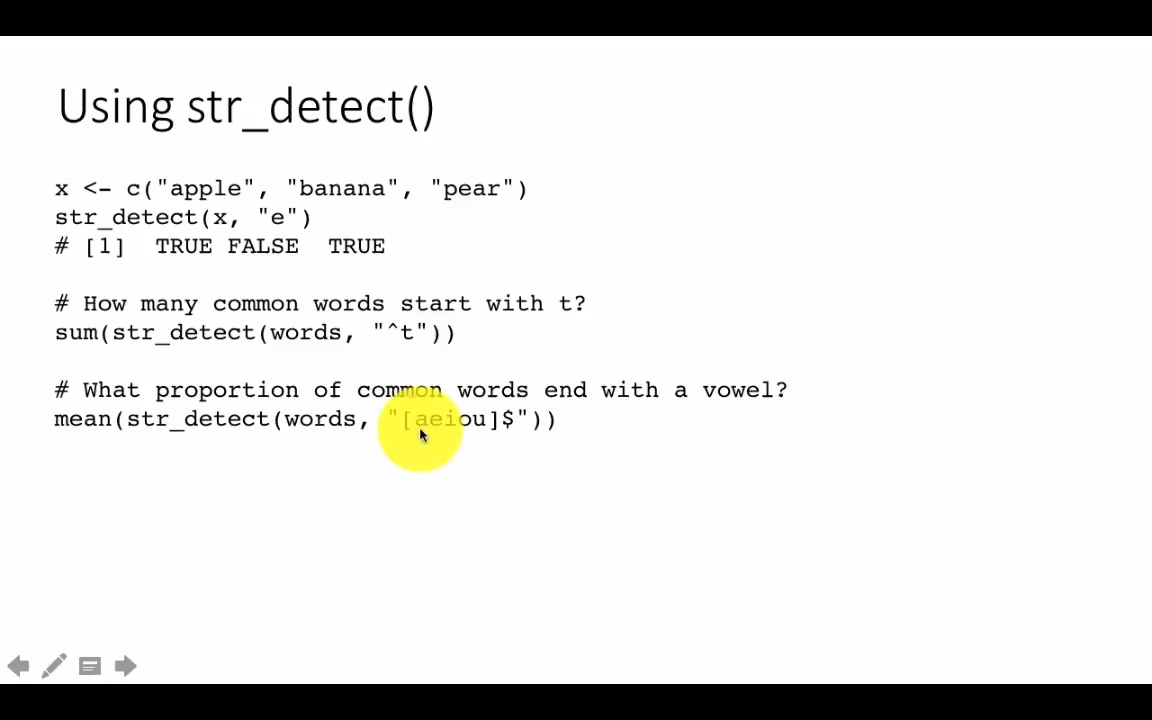 Using str_detect()
x <- c("apple", "banana", "pear")
str_detect(x, "e")
# [1]  TRUE FALSE  TRUE
# How many common words start with t?
sum(str_detect(words, "^t"))
# What proportion of common words end with a vowel?
mean(str_detect(words, "[aeiou]$"))